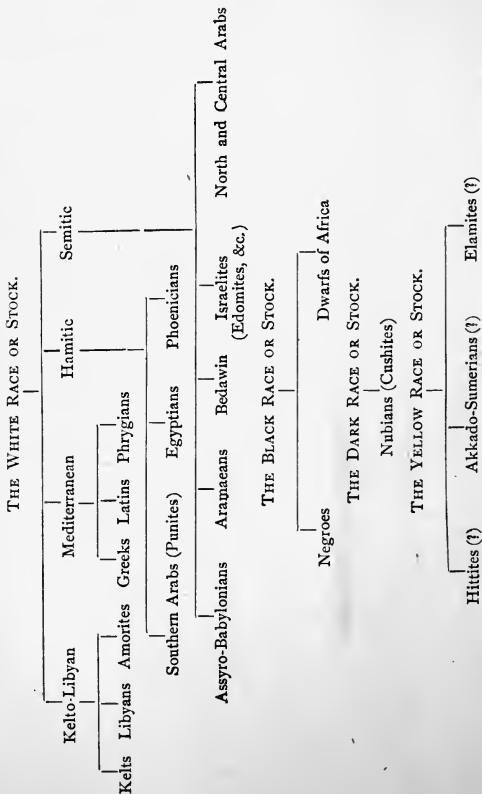 THE WHITE RACE OR STOCK.
Kelto-Libyan Mediterranean Hamitic Semitic
Kelts Libyans Amorites Greeks Latins Phrygians
Southern Arabs (Punites) Egyptians Phoenicians
Assyro-Babylonians Aramaeans Bedawin Israelites North and Central Arabs
(Edomites, &c.)
THE BLACK RACE OR STOCK.
Negroes Dwarfs of Africa
THE DARK RACE OR STOCK.
Nubians (Cushites)
THE YELLOW RACE OR STOCK.
Hittites (?) Akkado-Sumerians (?) Elamites (?)